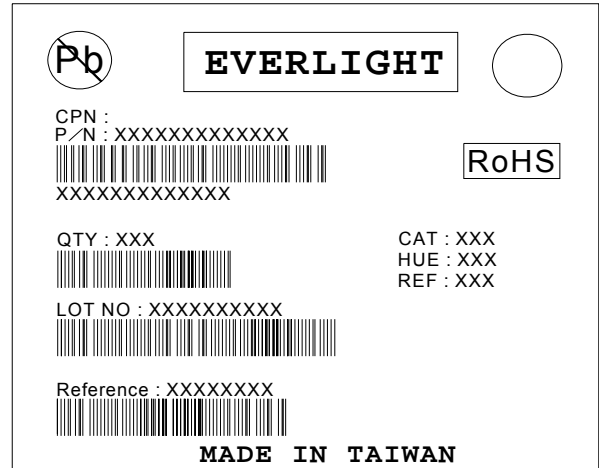 Pb
EVERLIGHT
CPN :
P/N : XXXXXXXXXXXXX
RoHS
XXXXXXXXXXXXX
QTY : XXX
CAT : XXX
HUE : XXX
REF : XXX
LOT NO : XXXXXXXXXX
Reference : XXXXXXXX
MADE IN TAIWAN